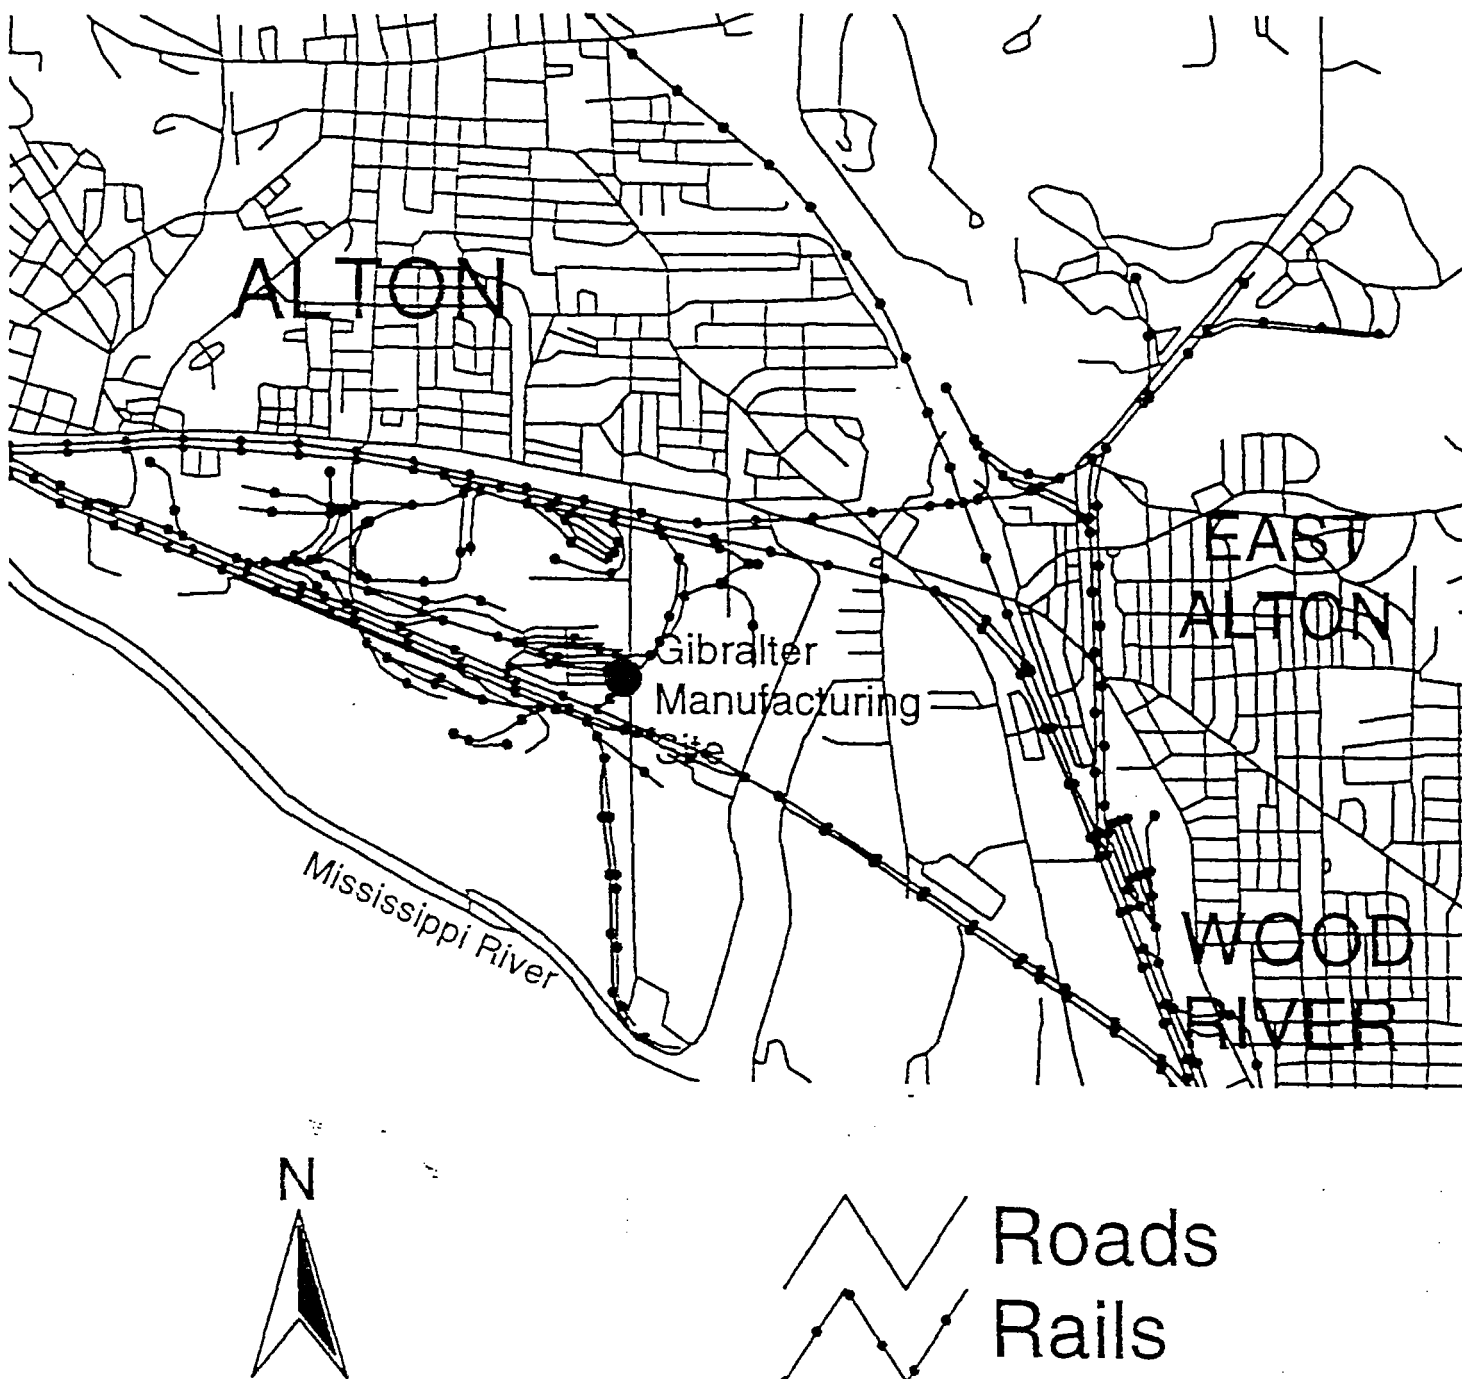 ALTON
EAST
ALTON
Gibralter
Manufacturing
Site
Mississippi River
WOOD
RIVER
N
Roads
Rails